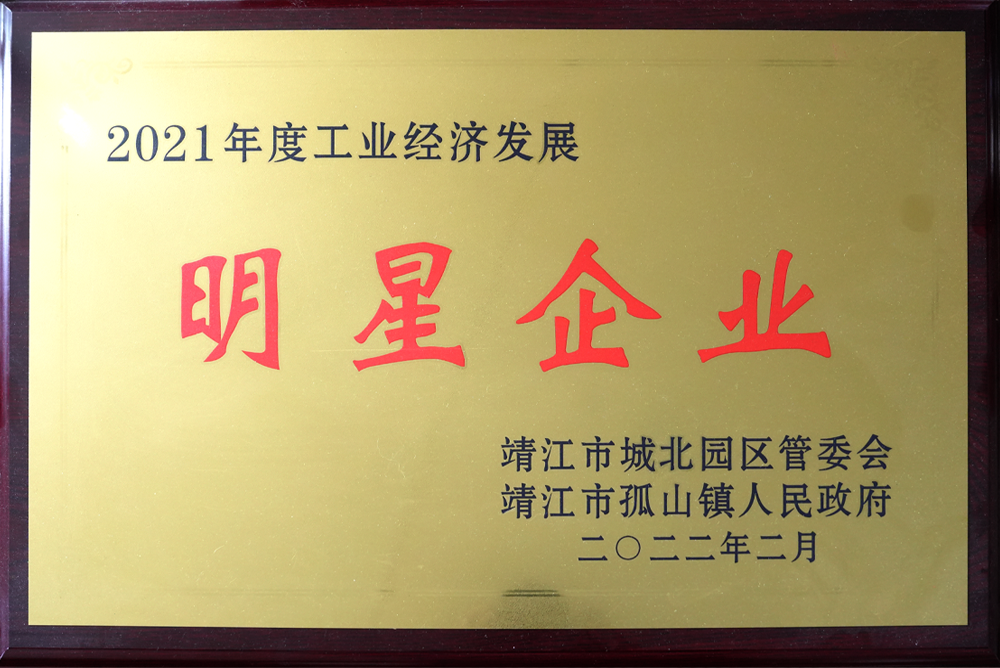 2021年度工业经济发展
明星企业
靖江市城北园区管委会
靖江市孤山镇人民政府
二〇二二年二月